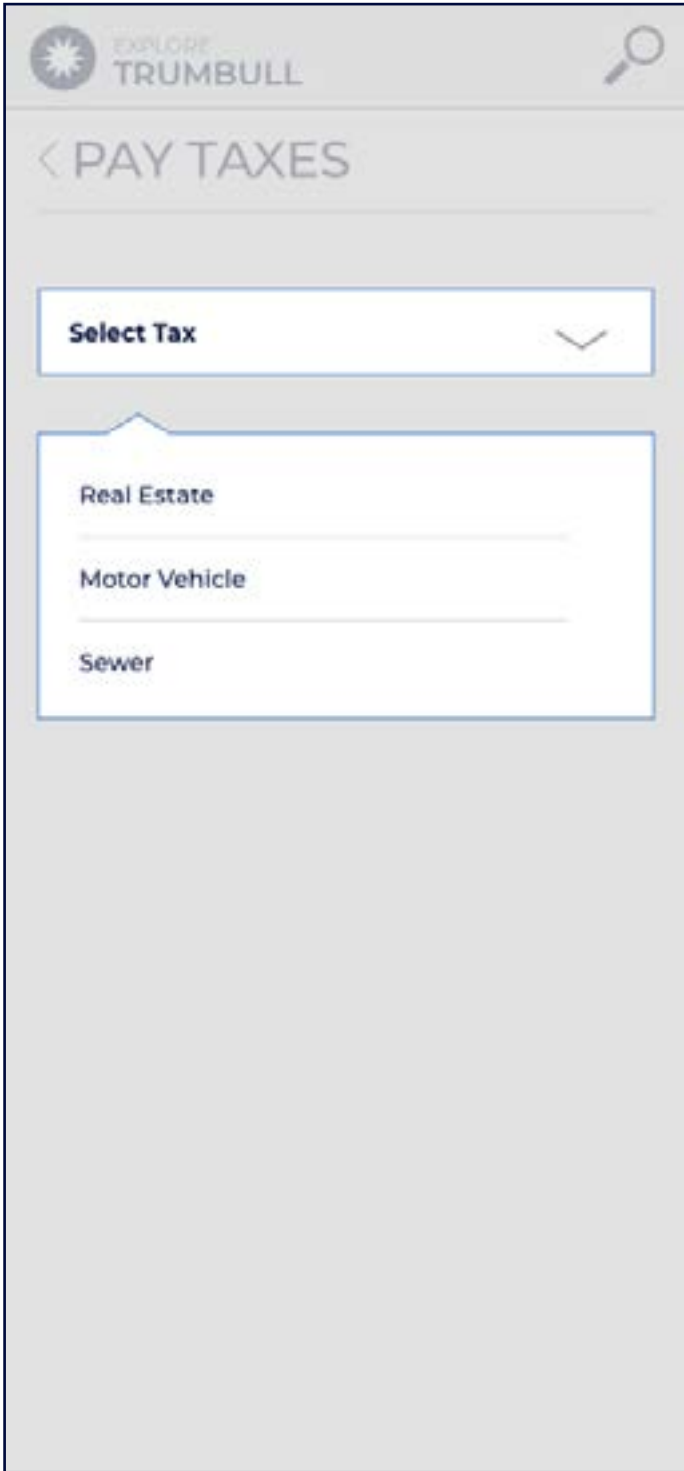 EXPLORE
TRUMBULL
PAY TAXES
Select Tax
Real Estate
Motor Vehicle
Sewer